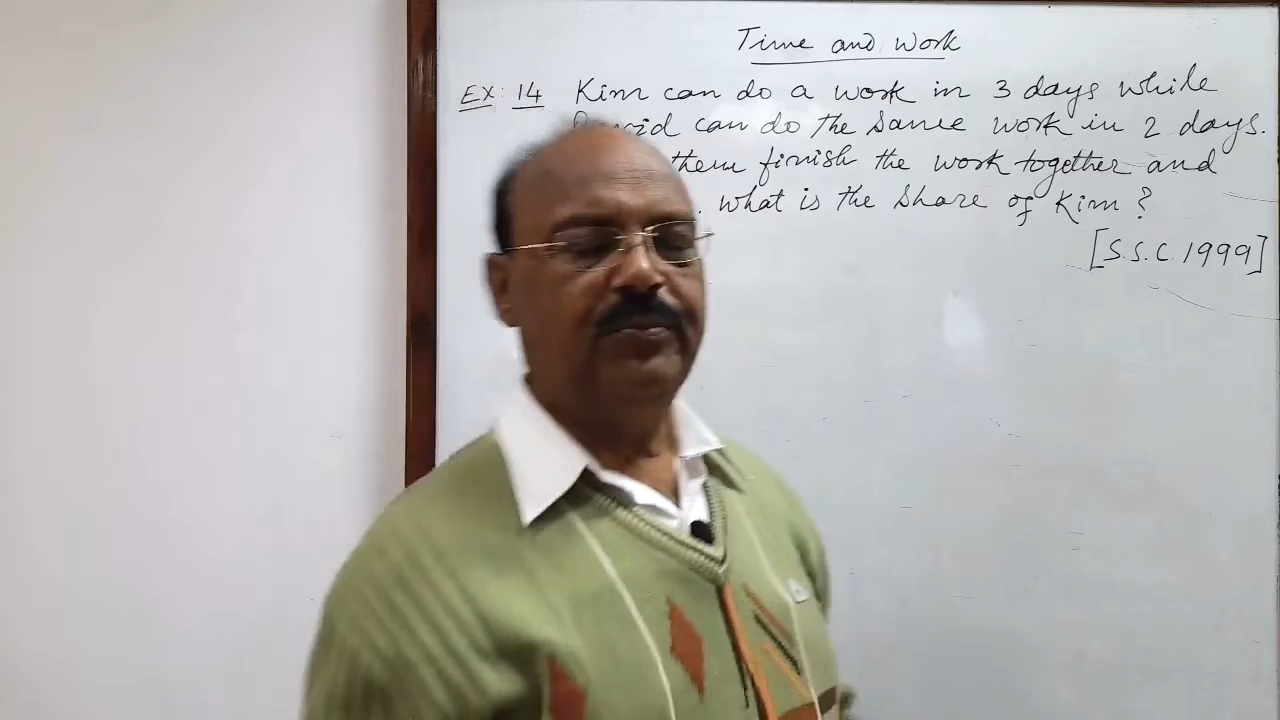 Time and Work
EX: 14 Kim can do a work in 3 days while
can do the same work in 2 days.
them finish the work together and
. what is the share of Kim?
[S.S.C. 1999]